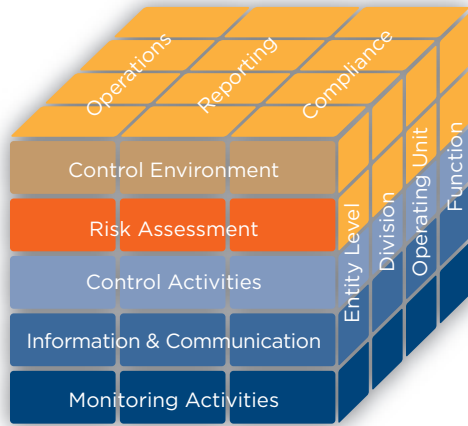 Operations
Reporting
Compliance
Control Environment
Risk Assessment
Control Activities
Information & Communication
Monitoring Activities
Entity Level
Division
Operating Unit
Function